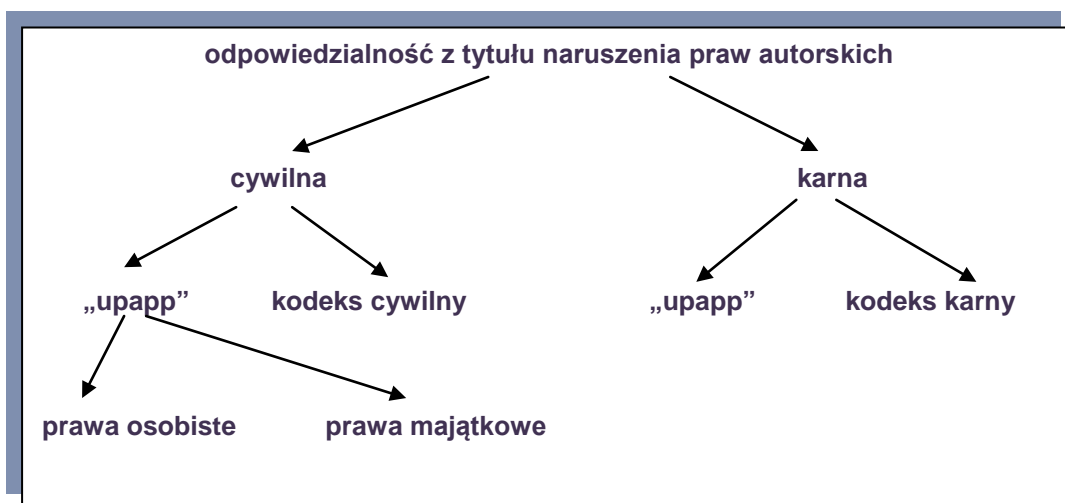 odpowiedzialność z tytułu naruszenia praw autorskich
cywilna karna
„upapp” kodeks cywilny „upapp” kodeks karny
prawa osobiste prawa majątkowe